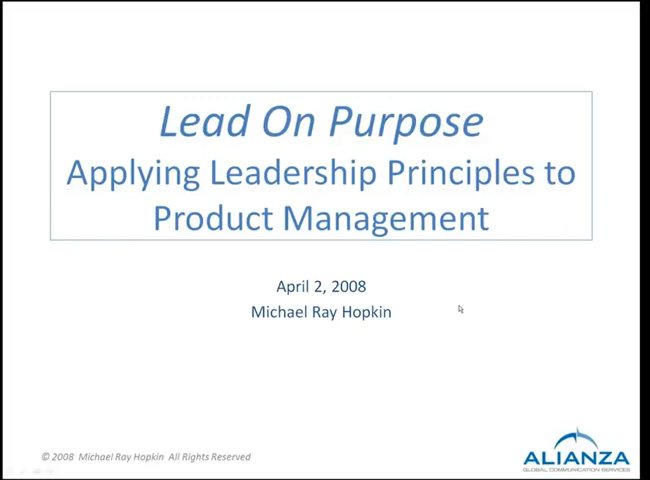 Lead On Purpose
Applying Leadership Principles to
Product Management
April 2, 2008
Michael Ray Hopkin
© 2008 Michael Ray Hopkin All Rights Reserved
ALIANZA
GLOBAL COMMUNICATION SERVICES